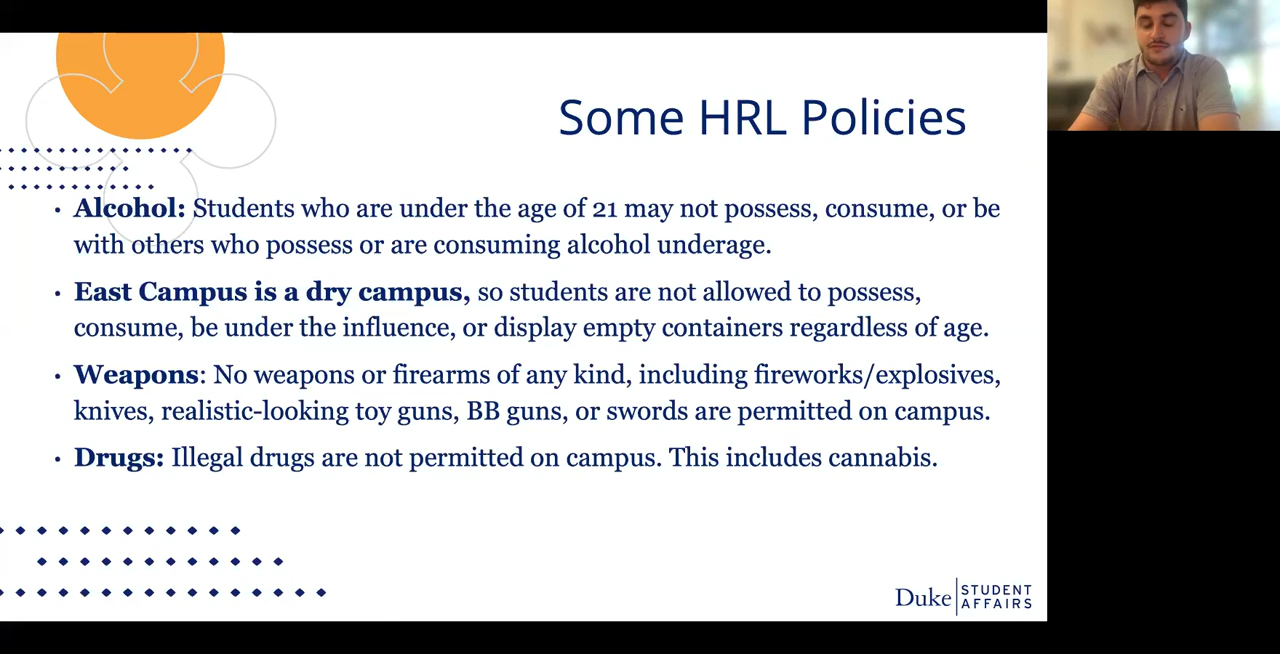 Some HRL Policies
• Alcohol: Students who are under the age of 21 may not possess, consume, or be
with others who possess or are consuming alcohol underage.
• East Campus is a dry campus, so students are not allowed to possess,
consume, be under the influence, or display empty containers regardless of age.
• Weapons: No weapons or firearms of any kind, including fireworks/explosives,
knives, realistic-looking toy guns, BB guns, or swords are permitted on campus.
• Drugs: Illegal drugs are not permitted on campus. This includes cannabis.
Duke STUDENT
AFFAIRS